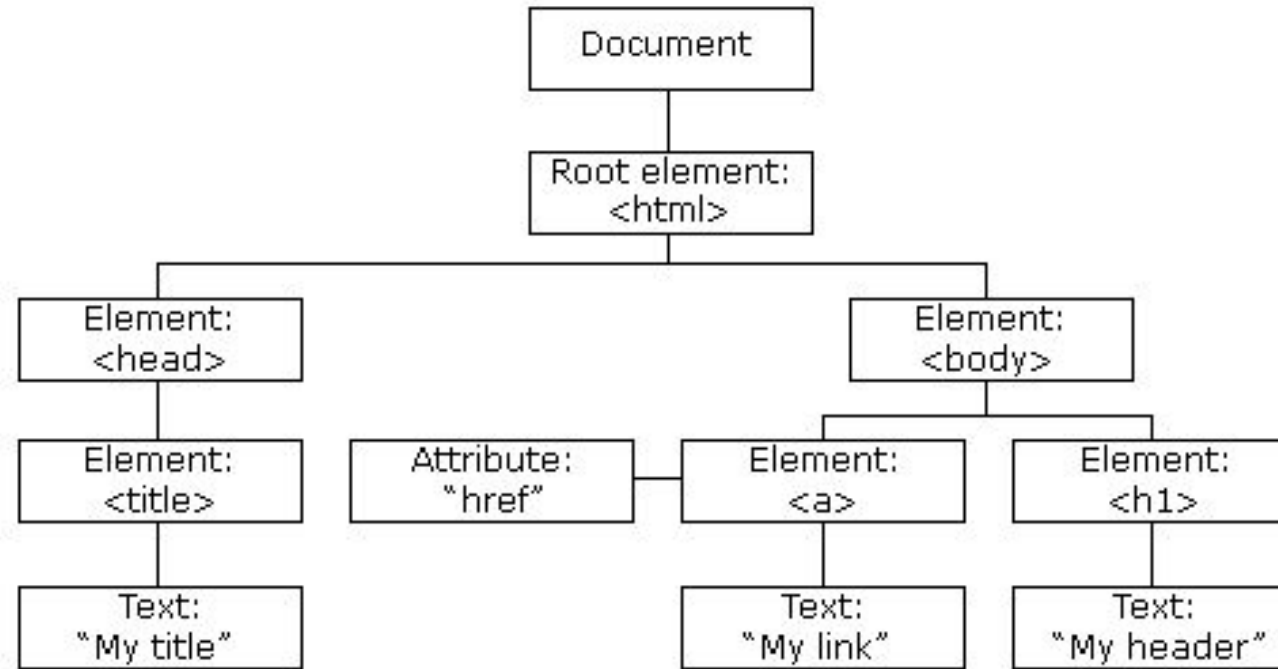 Document
Root element:
<html>
Element:
<head>
Element:
<body>
Element:
<title>
Attribute:
“href”
Element:
<a>
Element:
<h1>
Text:
“My title”
Text:
“My link”
Text:
“My header”